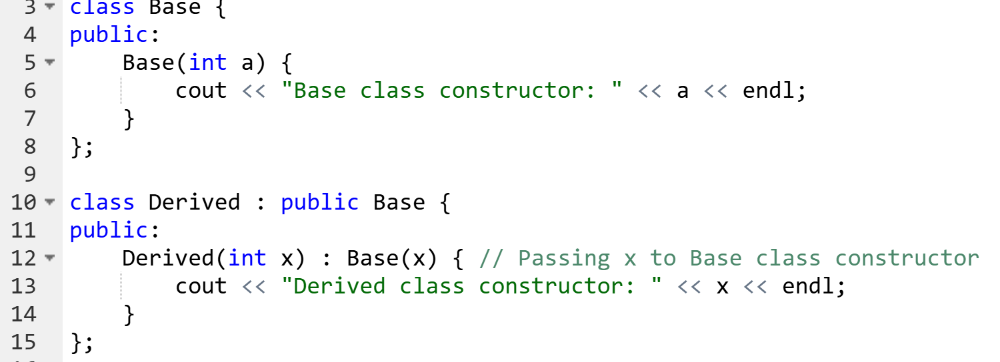 3 class Base {
4 public:
5     Base(int a) {
6         cout << "Base class constructor: " << a << endl;
7     }
8 };
9
10 class Derived : public Base {
11 public:
12     Derived(int x) : Base(x) { // Passing x to Base class constructor
13         cout << "Derived class constructor: " << x << endl;
14     }
15 };